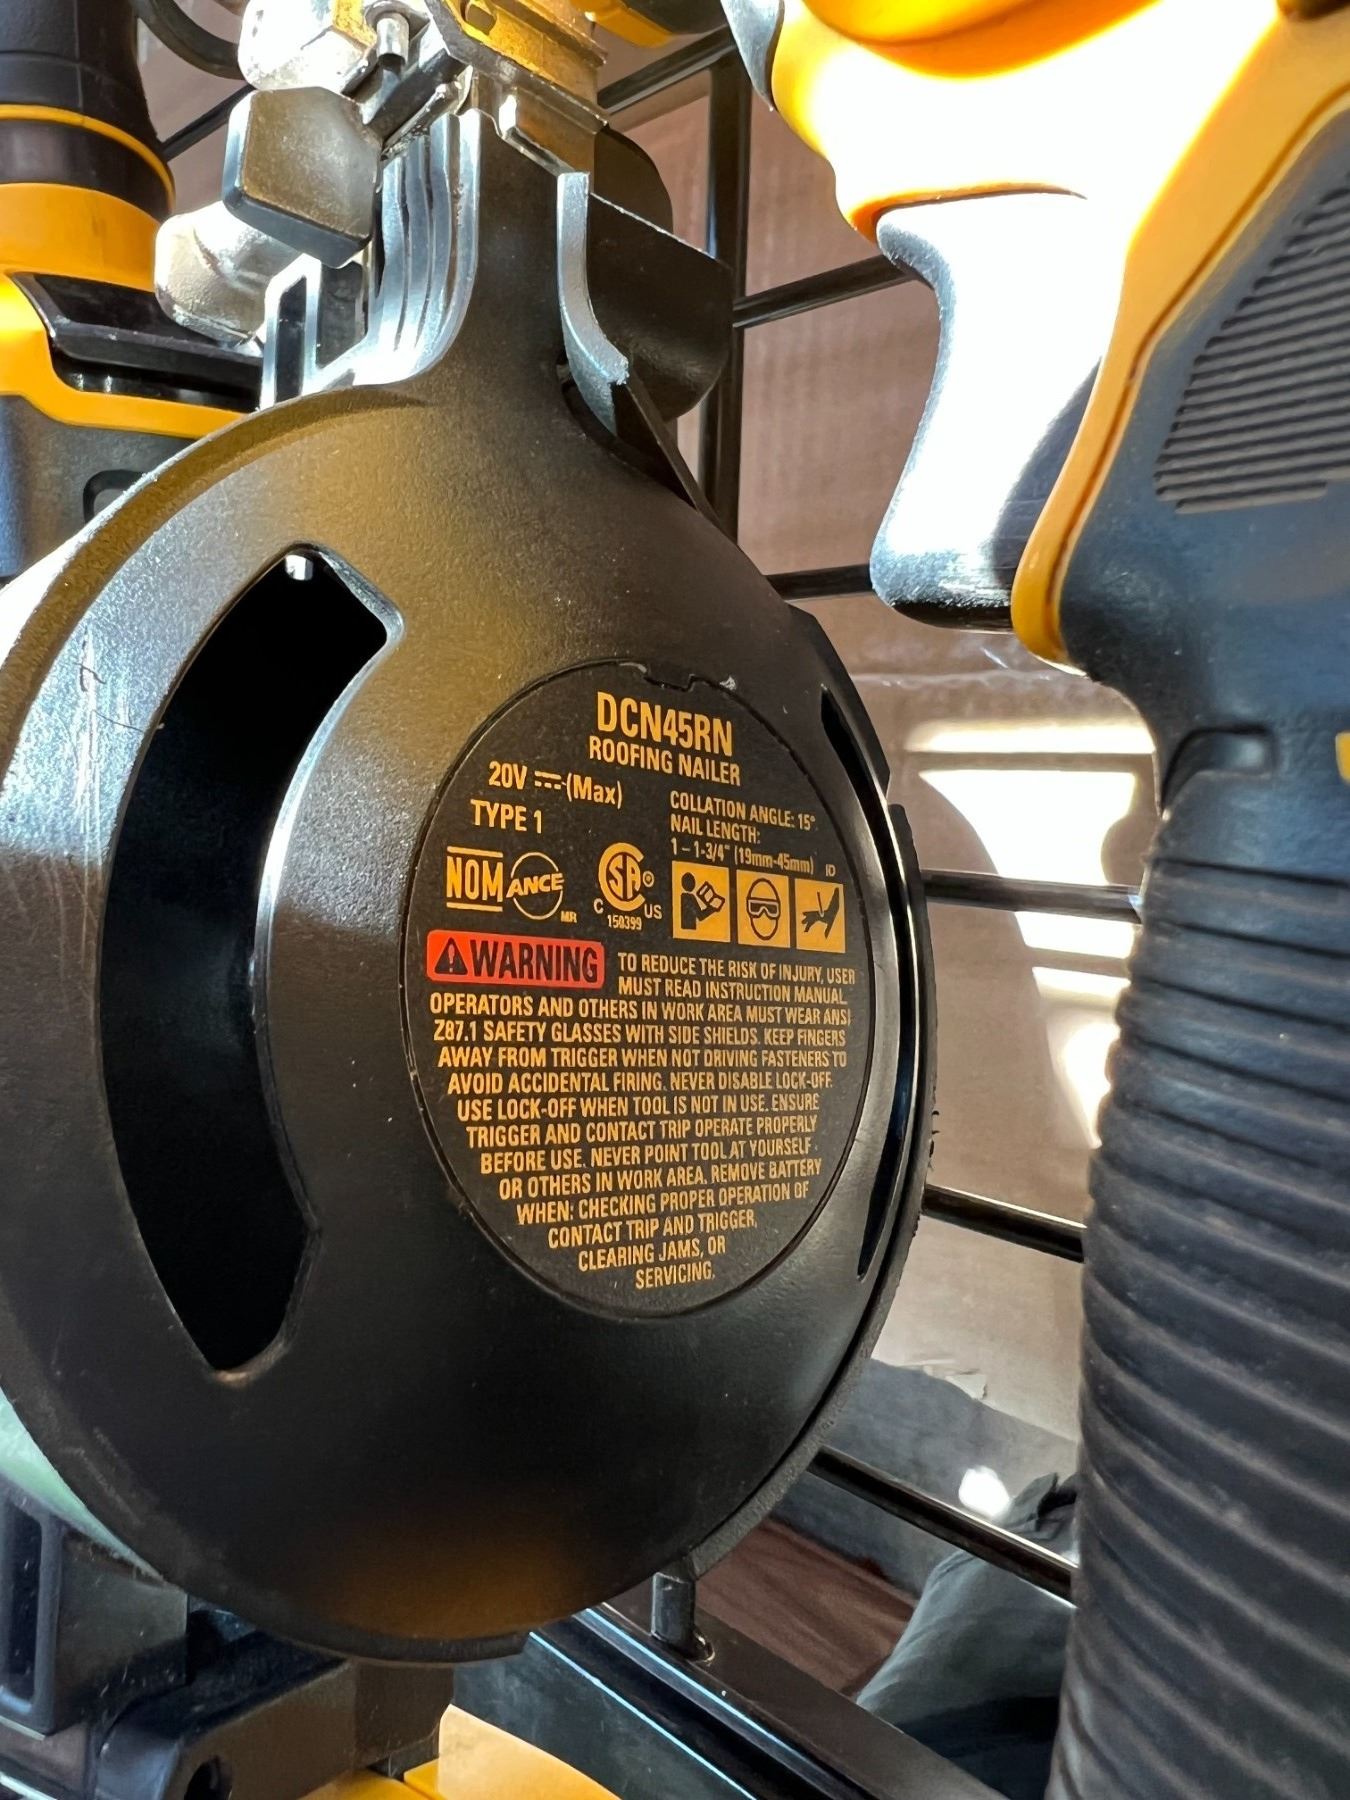 DCN45RN
ROOFING NAILER
20V ⎓ (Max)
TYPE 1
COLLATION ANGLE: 15°
NAIL LENGTH:
1 – 1-3/4" (19mm-45mm)
ID
NOM ANCE MR
CSA®
C 150399 US
WARNING TO REDUCE THE RISK OF INJURY, USER
MUST READ INSTRUCTION MANUAL.
OPERATORS AND OTHERS IN WORK AREA MUST WEAR ANSI
Z87.1 SAFETY GLASSES WITH SIDE SHIELDS. KEEP FINGERS
AWAY FROM TRIGGER WHEN NOT DRIVING FASTENERS TO
AVOID ACCIDENTAL FIRING. NEVER DISABLE LOCK-OFF.
USE LOCK-OFF WHEN TOOL IS NOT IN USE. ENSURE
TRIGGER AND CONTACT TRIP OPERATE PROPERLY
BEFORE USE. NEVER POINT TOOL AT YOURSELF
OR OTHERS IN WORK AREA. REMOVE BATTERY
WHEN: CHECKING PROPER OPERATION OF
CONTACT TRIP AND TRIGGER,
CLEARING JAMS, OR
SERVICING.